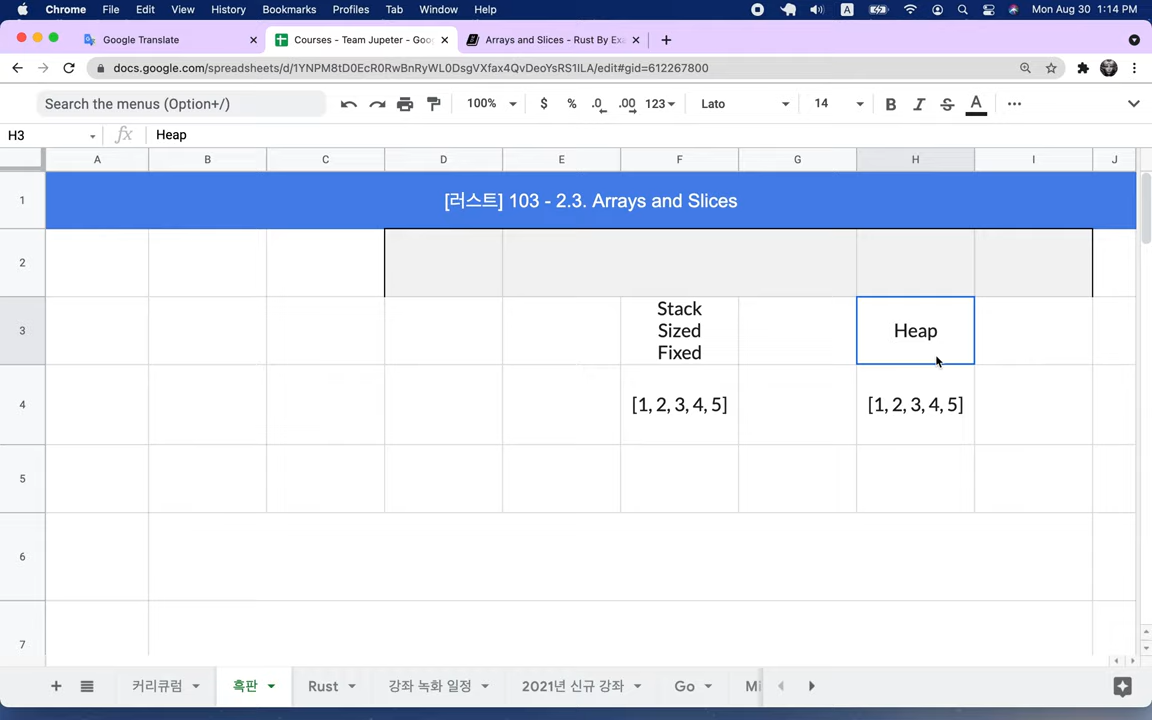 Chrome File Edit View History Bookmarks Profiles Tab Window Help A Mon Aug 30 1:14 PM
Google Translate Courses - Team Jupeter - Goo Arrays and Slices - Rust By Exa
docs.google.com/spreadsheets/d/1YNPM8tD0EcR0RwBnRyWL0DsgVXfax4QvDeoYsRS1ILA/edit#gid=612267800
Search the menus (Option+/) 100% $ % .0 .00 123 Lato 14 B I S A
H3 fx Heap
A B C D E F G H I J
1 [러스트] 103 - 2.3. Arrays and Slices
2
3 Stack
Sized
Fixed
Heap
4 [1, 2, 3, 4, 5] [1, 2, 3, 4, 5]
5
6
7
커리큐럼 흑판 Rust 강좌 녹화 일정 2021년 신규 강좌 Go Mi